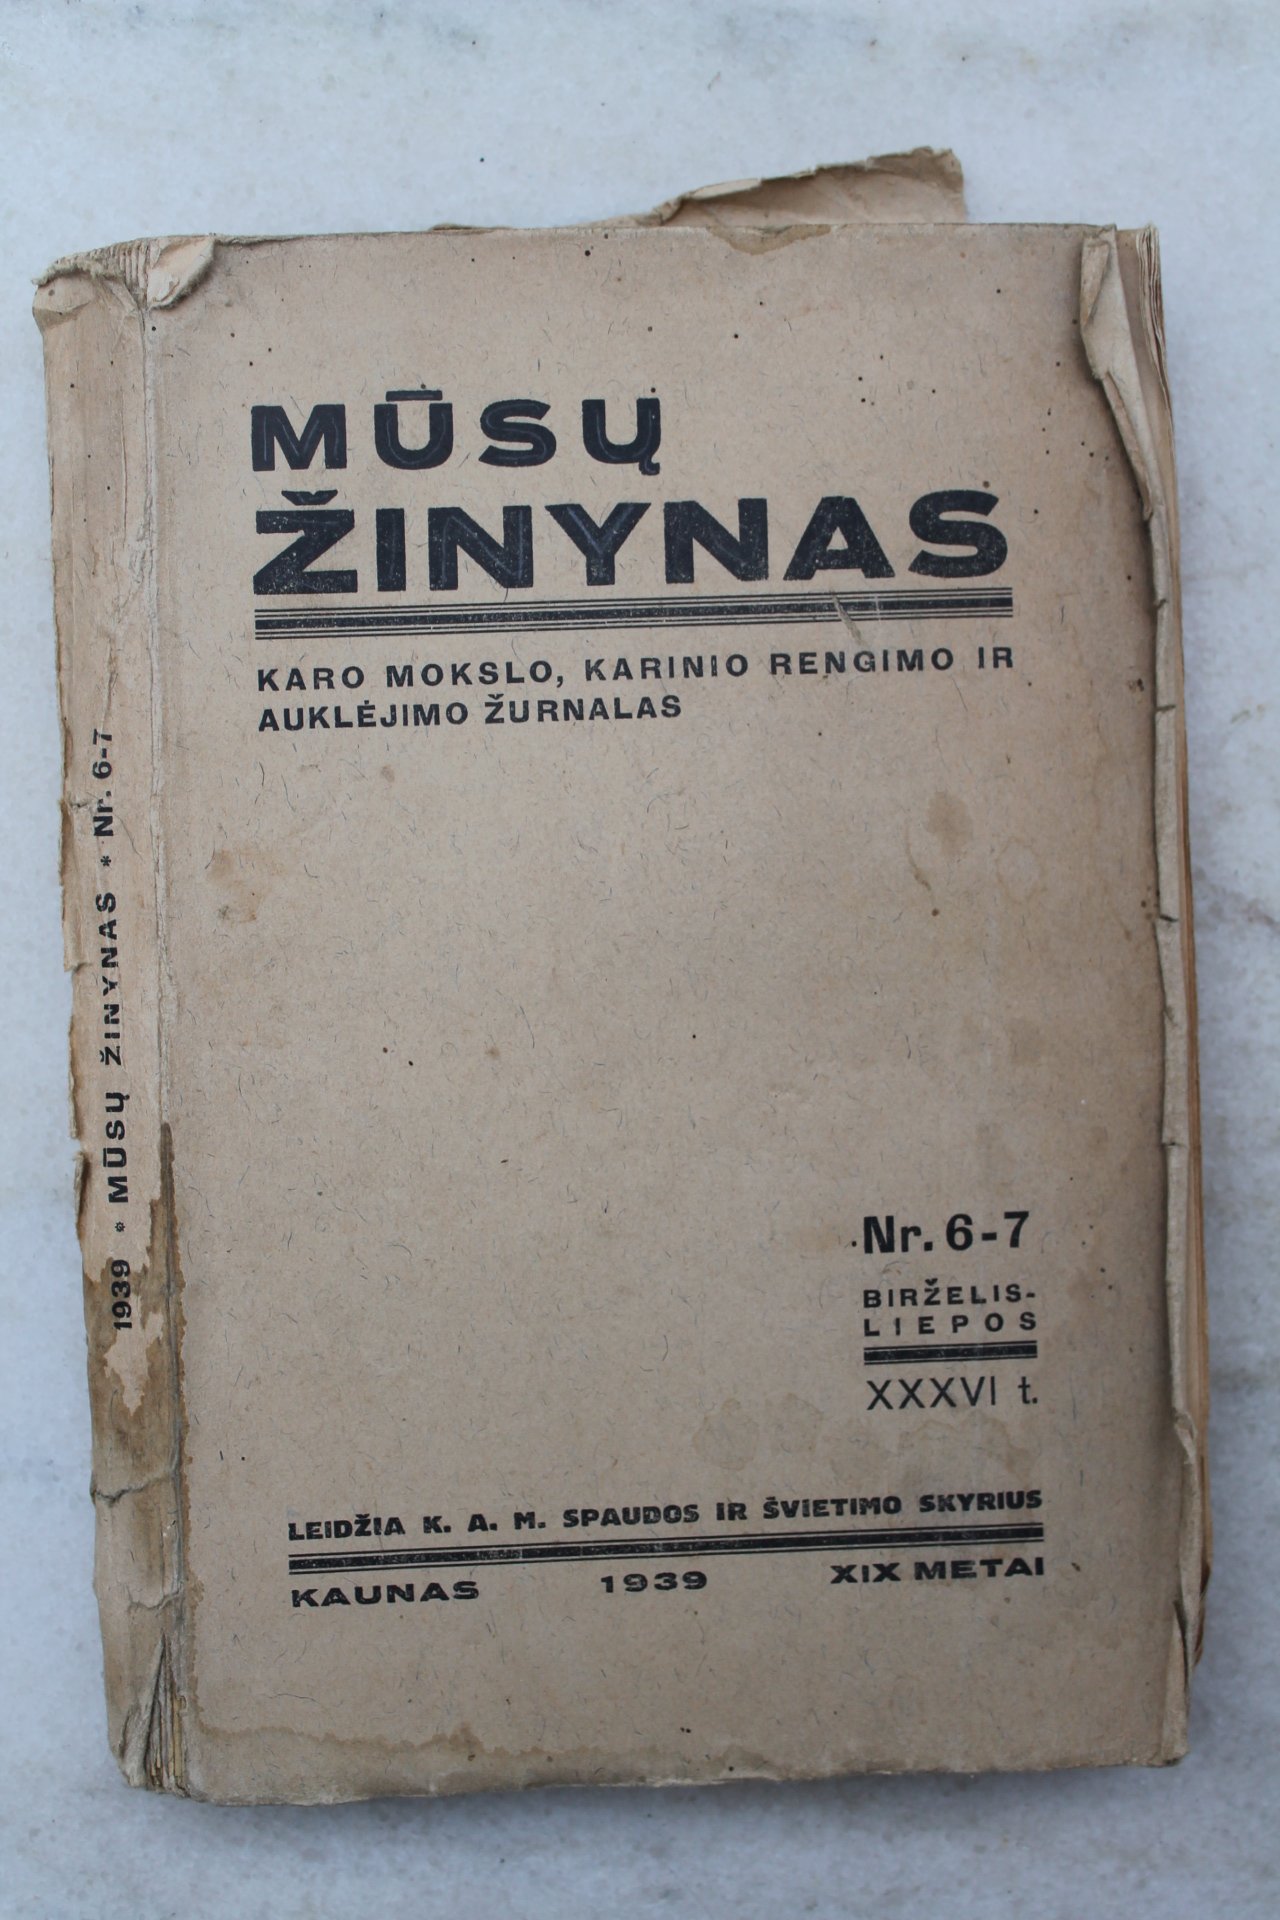 MŪSŲ
ŽINYNAS
KARO MOKSLO, KARINIO RENGIMO IR
AUKLĖJIMO ŽURNALAS
Nr. 6-7
BIRŽELIS-
LIEPOS
XXXVI t.
LEIDŽIA K. A. M. SPAUDOS IR ŠVIETIMO SKYRIUS
KAUNAS 1939 XIX METAI
1939 * MŪSŲ ŽINYNAS * Nr. 6-7